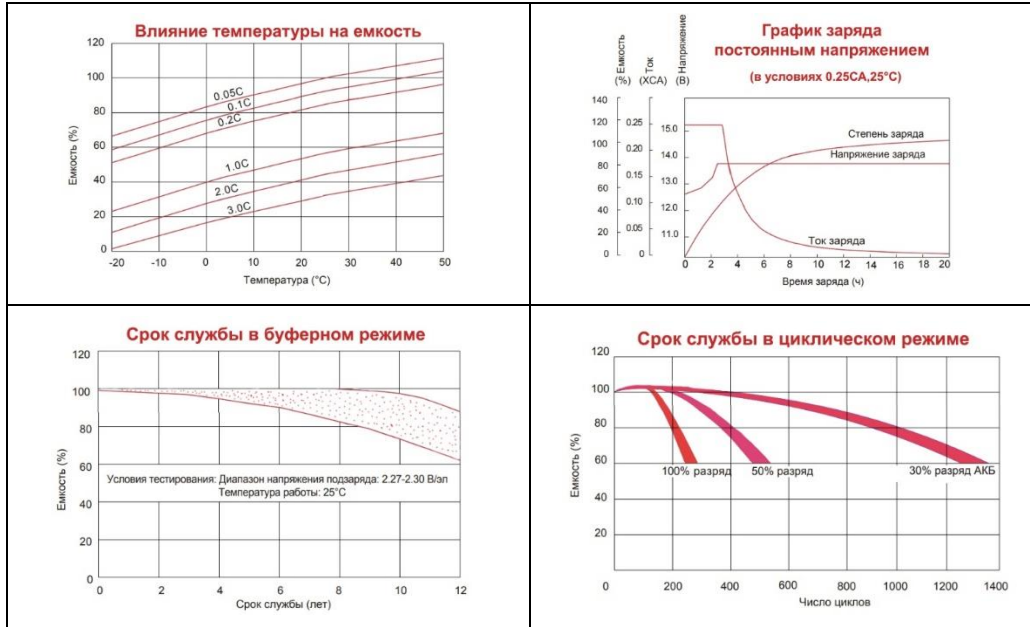 Влияние температуры на емкость
120
100
80
60
40
20
0
Емкость (%)
0.05C
0.1C
0.2C
1.0C
2.0C
3.0C
-20 -10 0 10 20 30 40 50
Температура (°C)
График заряда
постоянным напряжением
(в условиях 0.25СА,25°С)
Емкость (%)
Ток (ХСА)
Напряжение (В)
140
120
100
80
60
40
20
0
0.25
0.20
0.15
0.10
0.05
0
15.0
14.0
13.0
12.0
11.0
Степень заряда
Напряжение заряда
Ток заряда
0 2 4 6 8 10 12 14 16 18 20
Время заряда (ч)
Срок службы в буферном режиме
120
100
80
60
40
20
0
Емкость (%)
Условия тестирования: Диапазон напряжения подзаряда: 2.27-2.30 В/эл
Температура работы: 25°С
0 2 4 6 8 10 12
Срок службы (лет)
Срок службы в циклическом режиме
120
100
80
60
40
20
0
Емкость (%)
100% разряд
50% разряд
30% разряд АКБ
200 400 600 800 1000 1200 1400
Число циклов